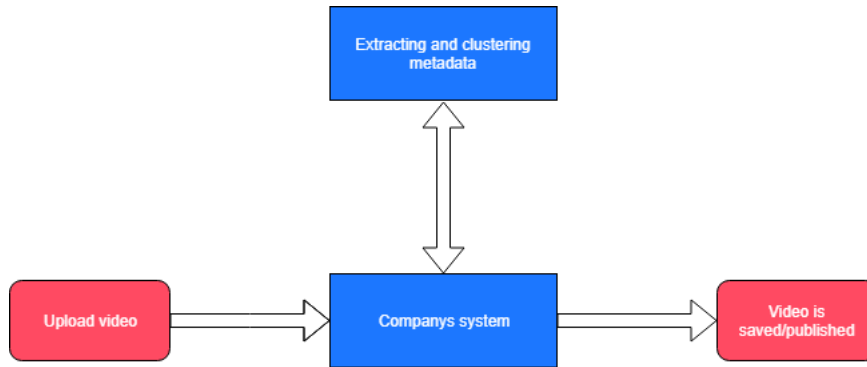 Extracting and clustering
metadata
Upload video
Companys system
Video is
saved/published